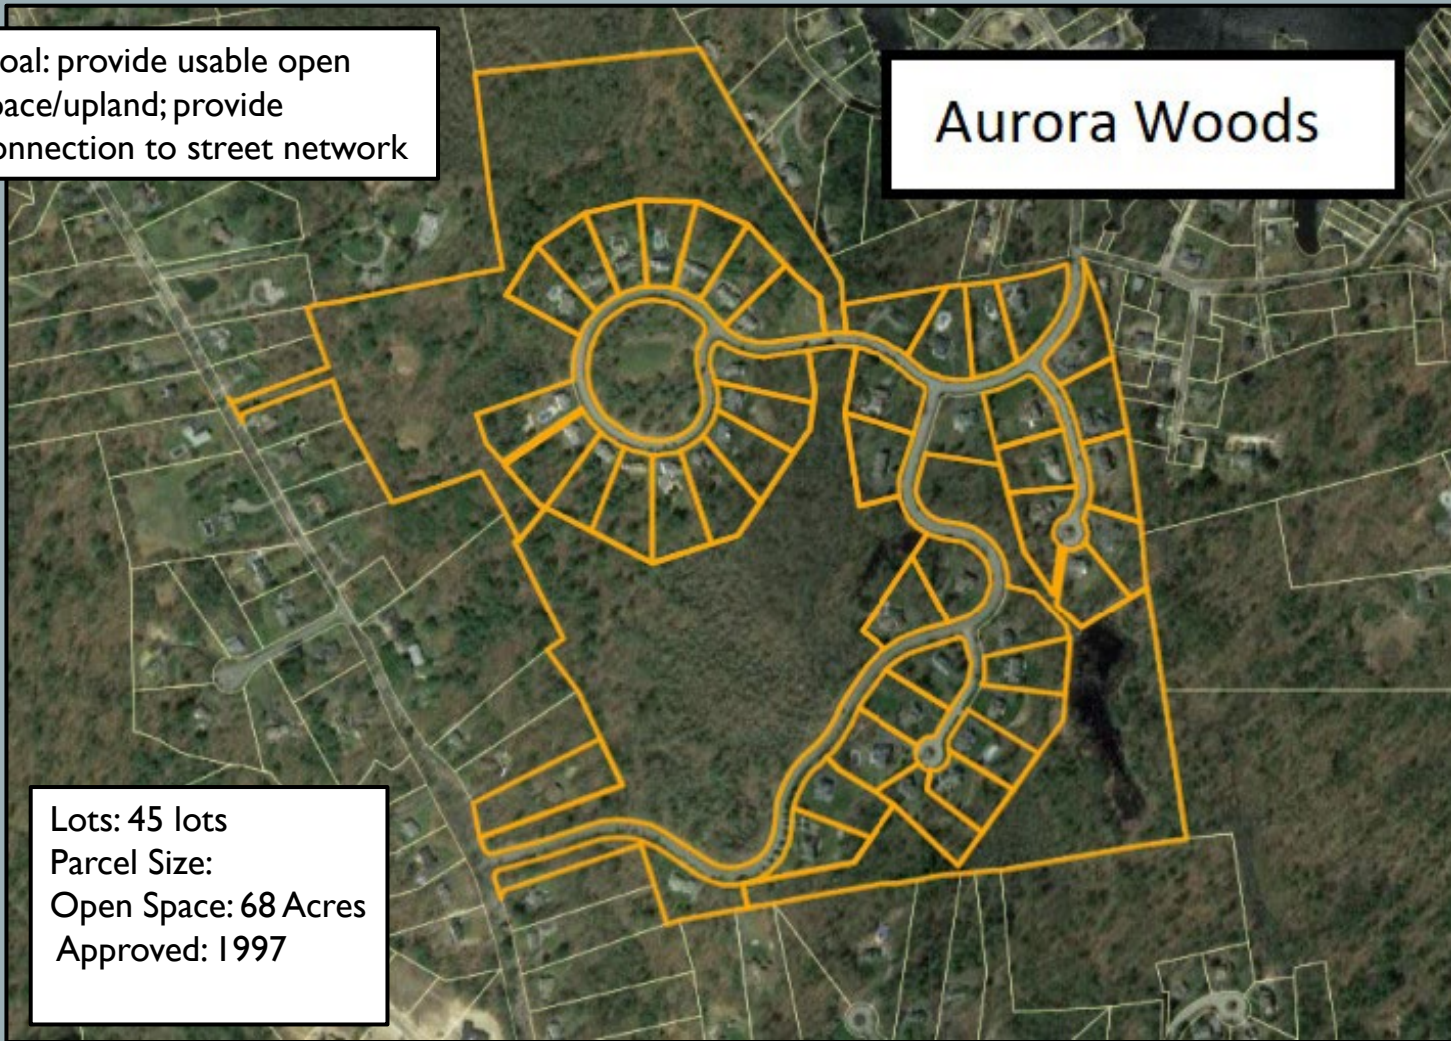 oal: provide usable open
pace/upland; provide
onnection to street network
Aurora Woods
Lots: 45 lots
Parcel Size:
Open Space: 68 Acres
Approved: 1997